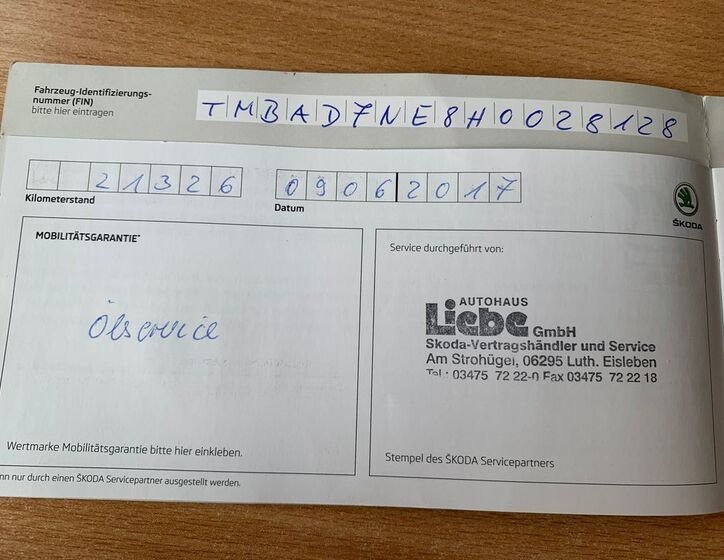 Fahrzeug-Identifizierungs-
nummer (FIN)
bitte hier eintragen
TMBAD7NE8H0028128
21326
09062017
Kilometerstand
Datum
ŠKODA
MOBILITÄTSGARANTIE*
Service durchgeführt von:
Ölservice
AUTOHAUS
Liebe GmbH
Skoda-Vertragshändler und Service
Am Strohügel, 06295 Luth. Eisleben
Tel.: 03475 72 22-0 Fax 03475 72 22 18
Wertmarke Mobilitätsgarantie bitte hier einkleben.
Stempel des ŠKODA Servicepartners
nn nur durch einen ŠKODA Servicepartner ausgestellt werden.